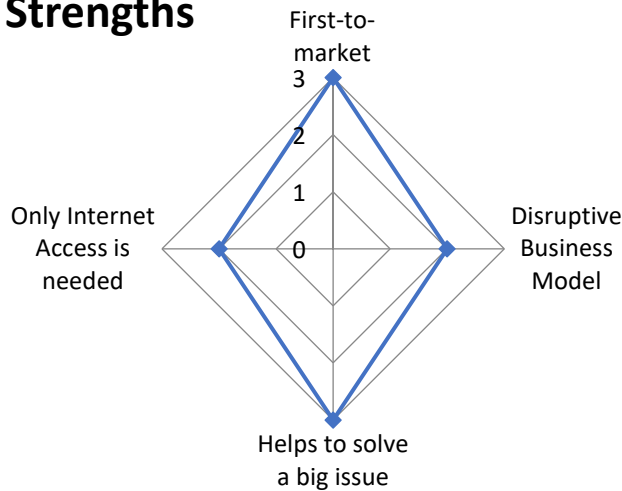 Strengths
First-to-
market
3
2
1
0
Only Internet
Access is
needed
Disruptive
Business
Model
Helps to solve
a big issue